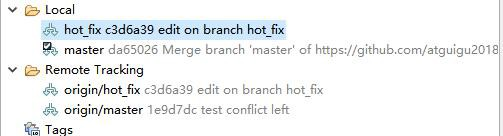 Local
hot_fix c3d6a39 edit on branch hot_fix
master da65026 Merge branch 'master' of https://github.com/atguigu2018
Remote Tracking
origin/hot_fix c3d6a39 edit on branch hot_fix
origin/master 1e9d7dc test conflict left
Tags